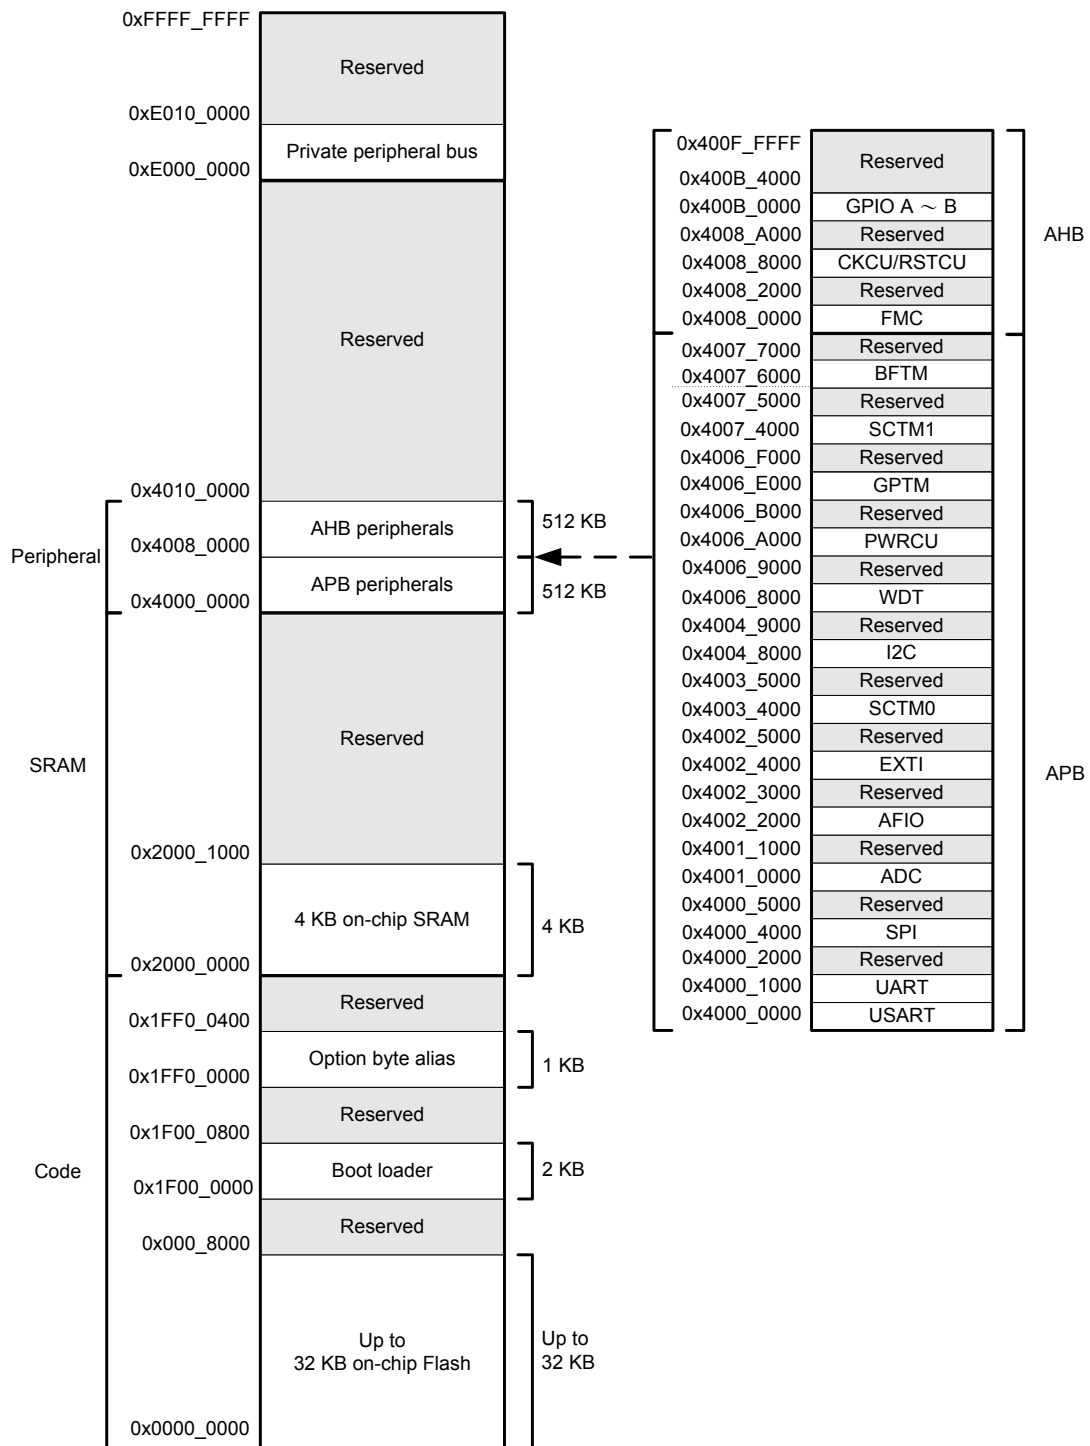 0xFFFF_FFFF
Reserved
0xE010_0000
Private peripheral bus
0xE000_0000
Reserved
0x4010_0000
AHB peripherals
512 KB
0x4008_0000
Peripheral
APB peripherals
512 KB
0x4000_0000
Reserved
SRAM
0x2000_1000
4 KB on-chip SRAM
4 KB
0x2000_0000
Reserved
0x1FF0_0400
Option byte alias
1 KB
0x1FF0_0000
Reserved
0x1F00_0800
Code
Boot loader
2 KB
0x1F00_0000
Reserved
0x000_8000
Up to
32 KB on-chip Flash
Up to
32 KB
0x0000_0000
0x400F_FFFF
Reserved
0x400B_4000
0x400B_0000 GPIO A ~ B
0x4008_A000 Reserved
AHB
0x4008_8000 CKCU/RSTCU
0x4008_2000 Reserved
0x4008_0000 FMC
0x4007_7000 Reserved
0x4007_6000 BFTM
0x4007_5000 Reserved
0x4007_4000 SCTM1
0x4006_F000 Reserved
0x4006_E000 GPTM
0x4006_B000 Reserved
0x4006_A000 PWRCU
0x4006_9000 Reserved
0x4006_8000 WDT
0x4004_9000 Reserved
0x4004_8000 I2C
0x4003_5000 Reserved
0x4003_4000 SCTM0
0x4002_5000 Reserved
0x4002_4000 EXTI
APB
0x4002_3000 Reserved
0x4002_2000 AFIO
0x4001_1000 Reserved
0x4001_0000 ADC
0x4000_5000 Reserved
0x4000_4000 SPI
0x4000_2000 Reserved
0x4000_1000 UART
0x4000_0000 USART